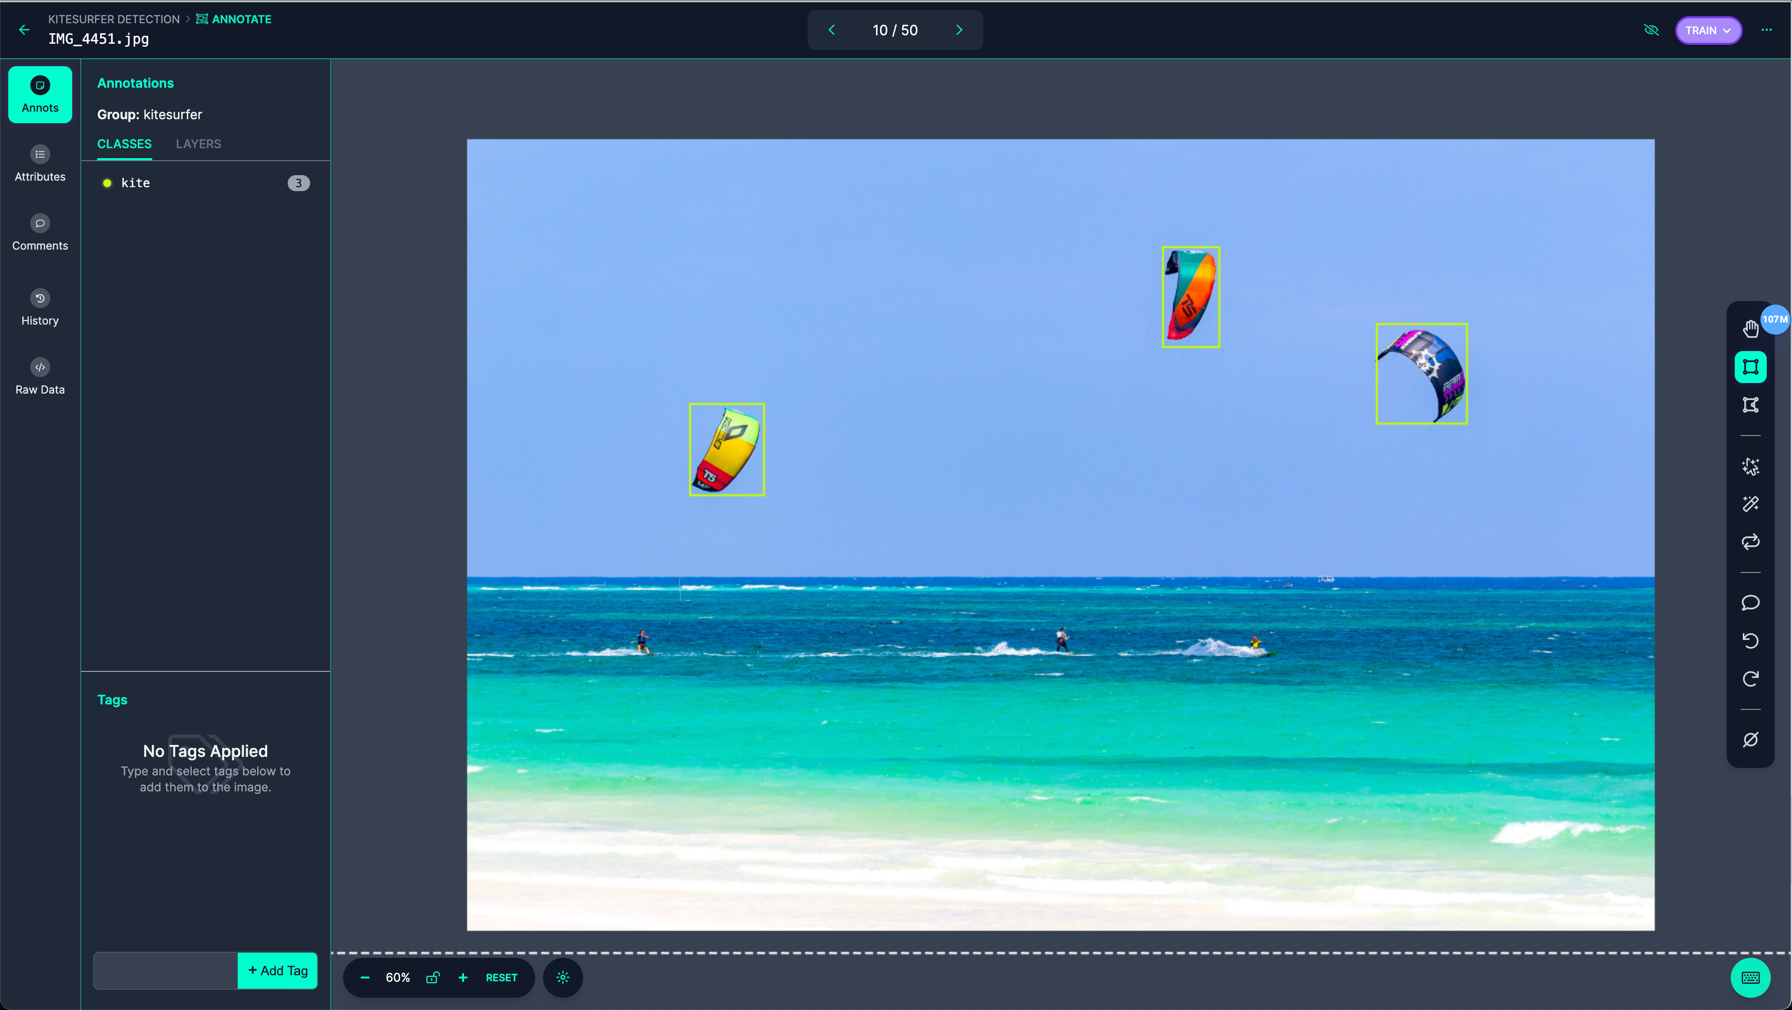 KITESURFER DETECTION > ANNOTATE
IMG_4451.jpg
10 / 50
TRAIN
Annots
Attributes
Comments
History
Raw Data
Annotations
Group: kitesurfer
CLASSES LAYERS
kite 3
107M
T5
Tags
No Tags Applied
Type and select tags below to
add them to the image.
+ Add Tag
− 60% + RESET